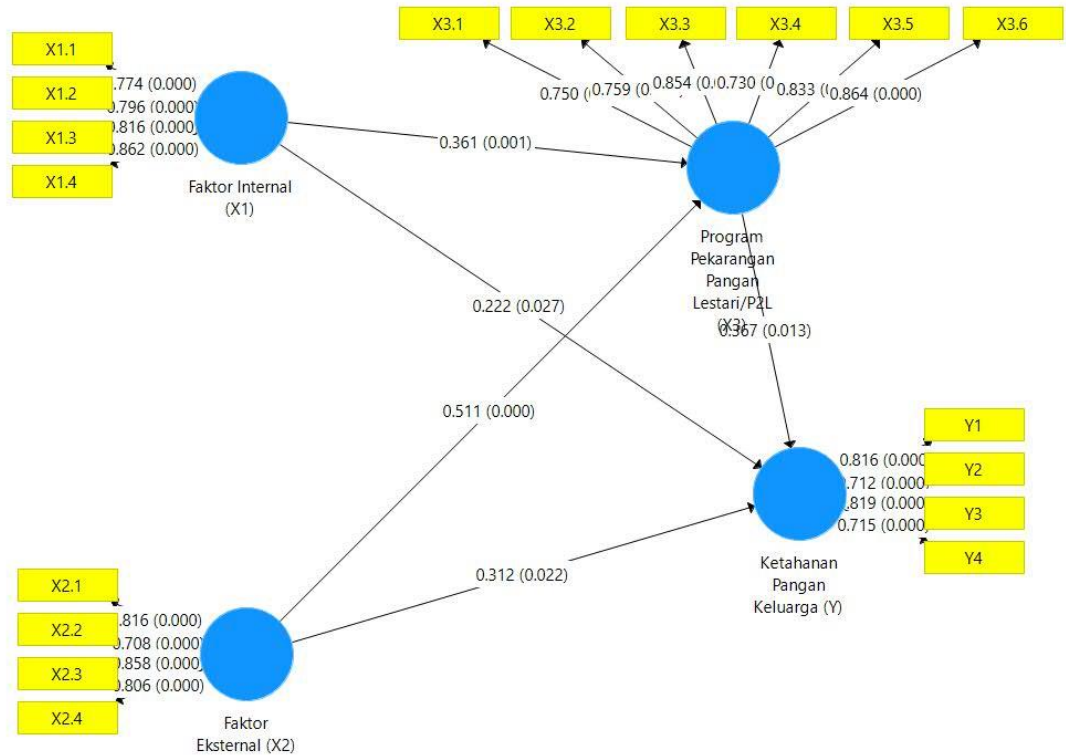 X3.1
X3.2
X3.3
X3.4
X3.5
X3.6
X1.1
X1.2
X1.3
X1.4
.774 (0.000)
0.796 (0.000)
0.816 (0.000)
0.862 (0.000)
0.750
0.759
0.854
0.730
0.833
0.864 (0.000)
Faktor Internal
(X1)
0.361 (0.001)
Program
Pekarangan
Pangan
Lestari/P2L
(X3)
0.222 (0.027)
0.367 (0.013)
0.511 (0.000)
0.312 (0.022)
Y1
Y2
Y3
Y4
0.816 (0.000
.712 (0.000)
.819 (0.000)
0.715 (0.000)
Ketahanan
Pangan
Keluarga (Y)
X2.1
X2.2
X2.3
X2.4
.816 (0.000)
0.708 (0.000)
0.858 (0.000)
0.806 (0.000)
Faktor
Eksternal (X2)